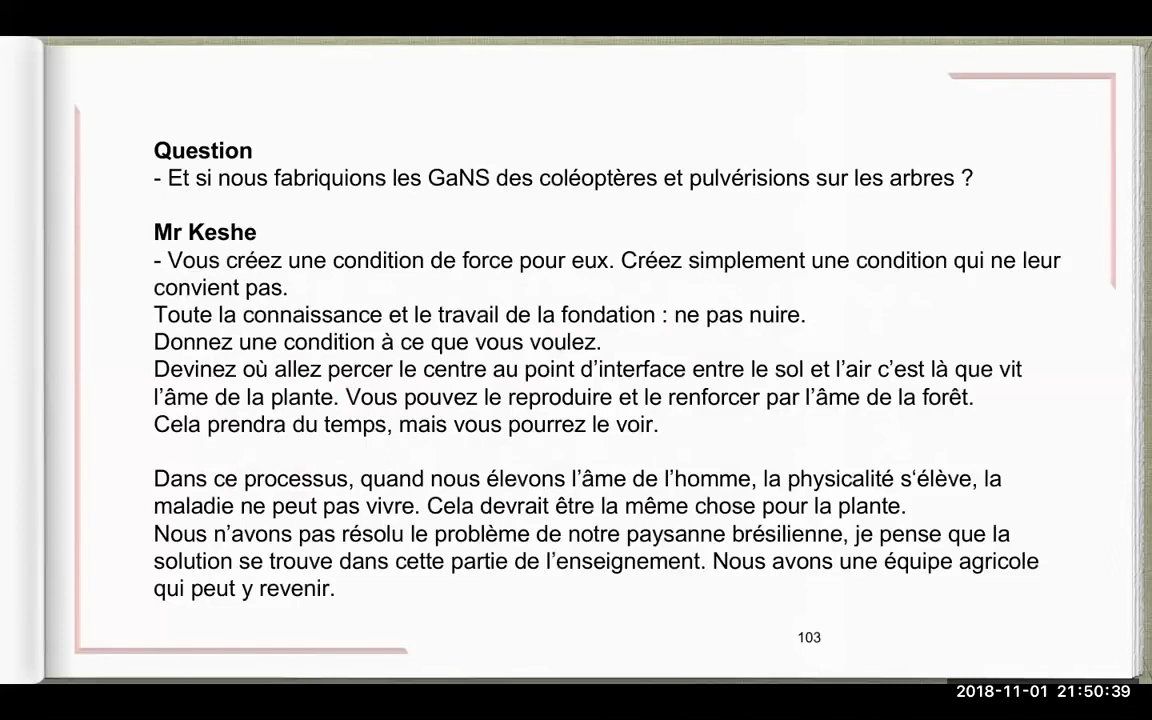 Question
- Et si nous fabriquions les GaNS des coléoptères et pulvérisions sur les arbres ?
Mr Keshe
- Vous créez une condition de force pour eux. Créez simplement une condition qui ne leur
convient pas.
Toute la connaissance et le travail de la fondation : ne pas nuire.
Donnez une condition à ce que vous voulez.
Devinez où allez percer le centre au point d’interface entre le sol et l’air c’est là que vit
l’âme de la plante. Vous pouvez le reproduire et le renforcer par l’âme de la forêt.
Cela prendra du temps, mais vous pourrez le voir.
Dans ce processus, quand nous élevons l’âme de l’homme, la physicalité s‘élève, la
maladie ne peut pas vivre. Cela devrait être la même chose pour la plante.
Nous n’avons pas résolu le problème de notre paysanne brésilienne, je pense que la
solution se trouve dans cette partie de l’enseignement. Nous avons une équipe agricole
qui peut y revenir.
103
2018-11-01 21:50:39